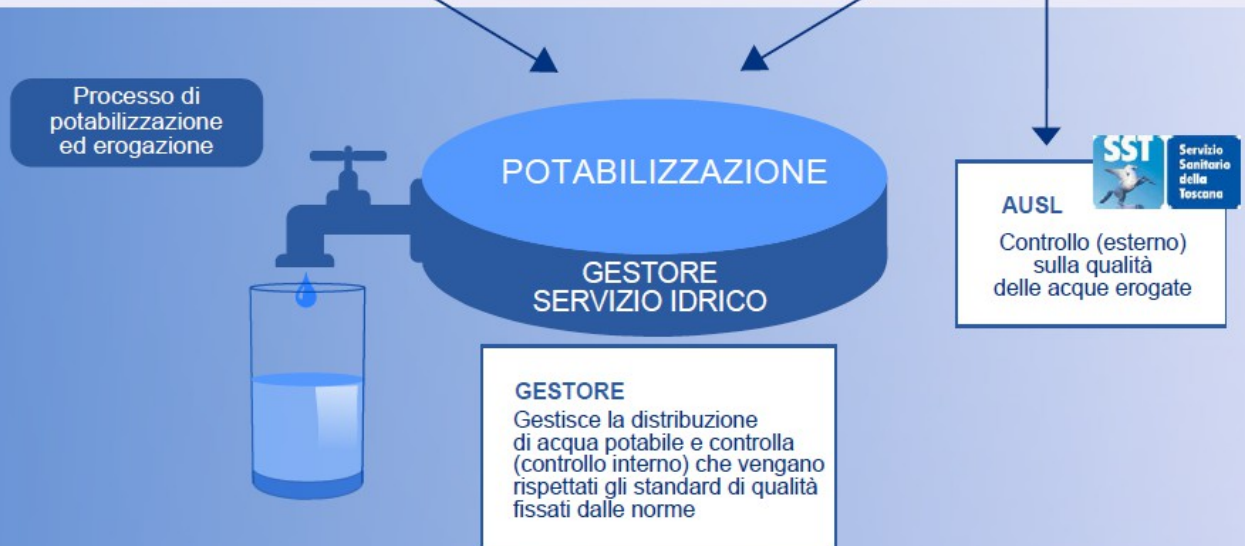 Processo di
potabilizzazione
ed erogazione
POTABILIZZAZIONE
GESTORE
SERVIZIO IDRICO
GESTORE
Gestisce la distribuzione
di acqua potabile e controlla
(controllo interno) che vengano
rispettati gli standard di qualità
fissati dalle norme
SST
Servizio
Sanitario
della
Toscana
AUSL
Controllo (esterno)
sulla qualità
delle acque erogate